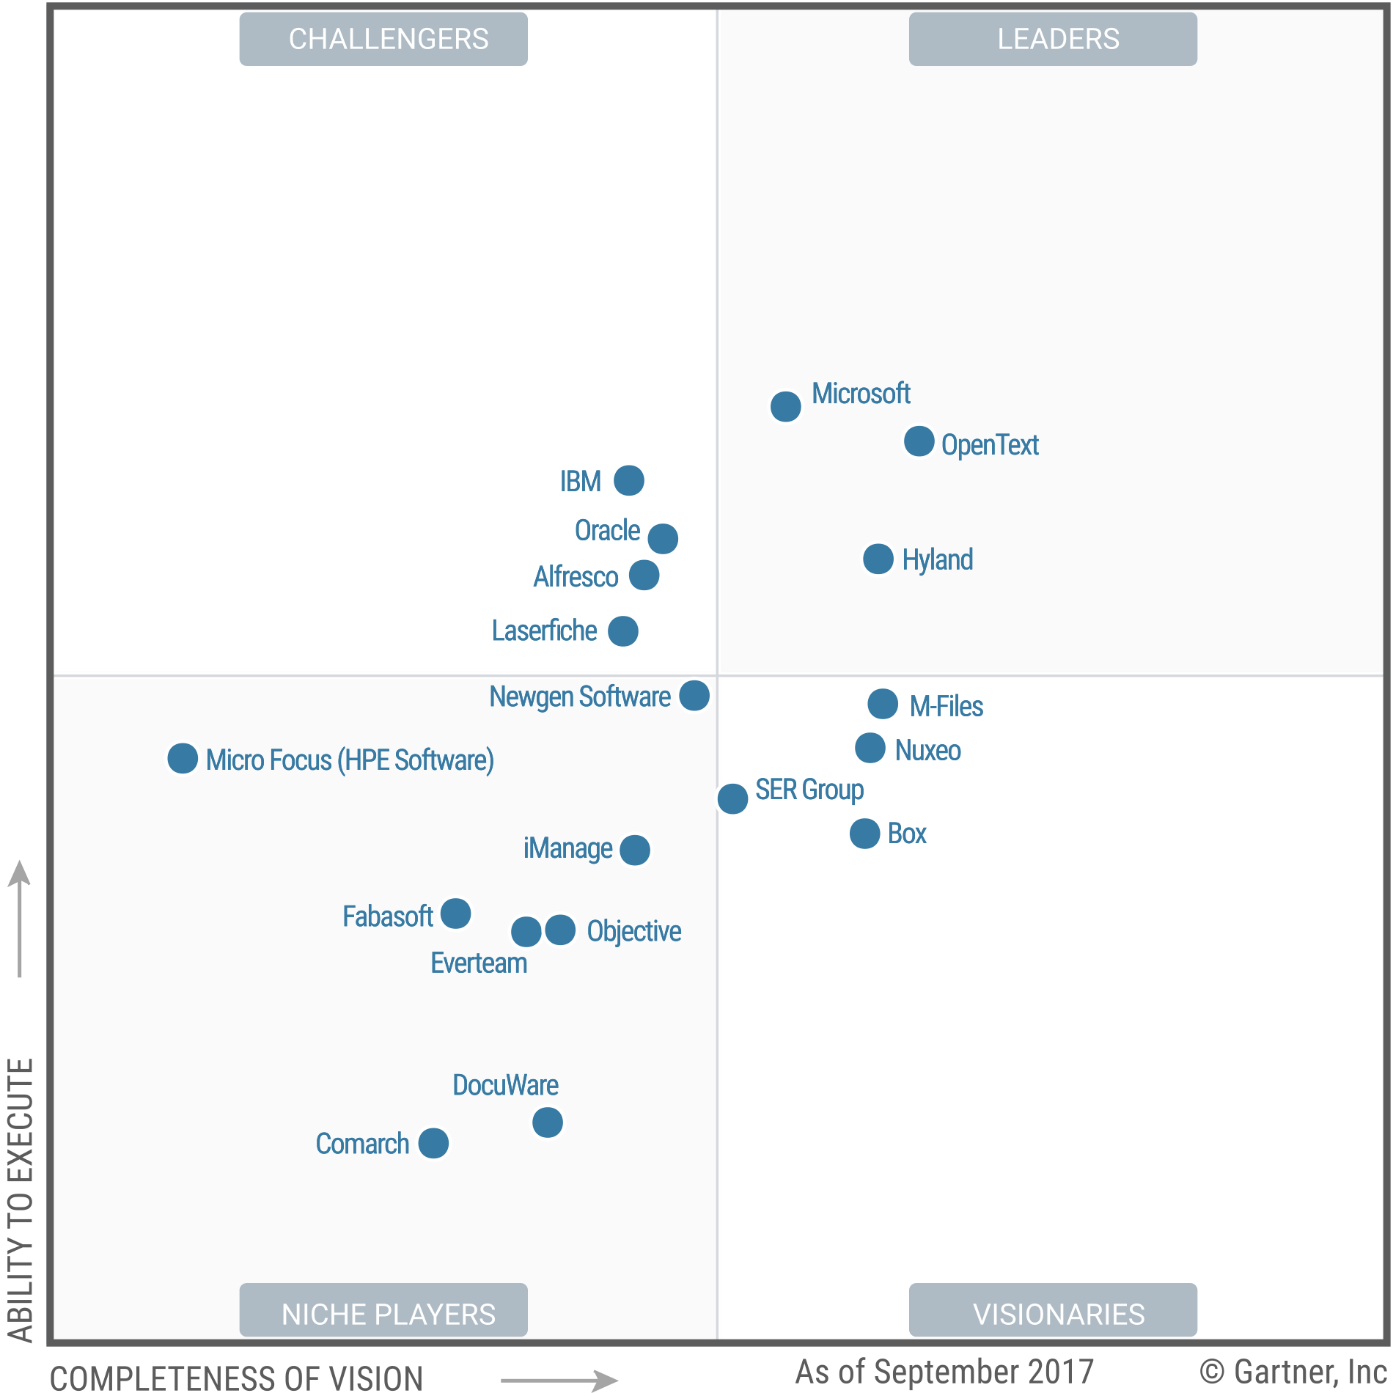 CHALLENGERS
LEADERS
Microsoft
OpenText
IBM
Oracle
Hyland
Alfresco
Laserfiche
Newgen Software
M-Files
Micro Focus (HPE Software)
Nuxeo
SER Group
Box
iManage
Fabasoft
Objective
Everteam
DocuWare
Comarch
NICHE PLAYERS
VISIONARIES
ABILITY TO EXECUTE
COMPLETENESS OF VISION
As of September 2017
© Gartner, Inc